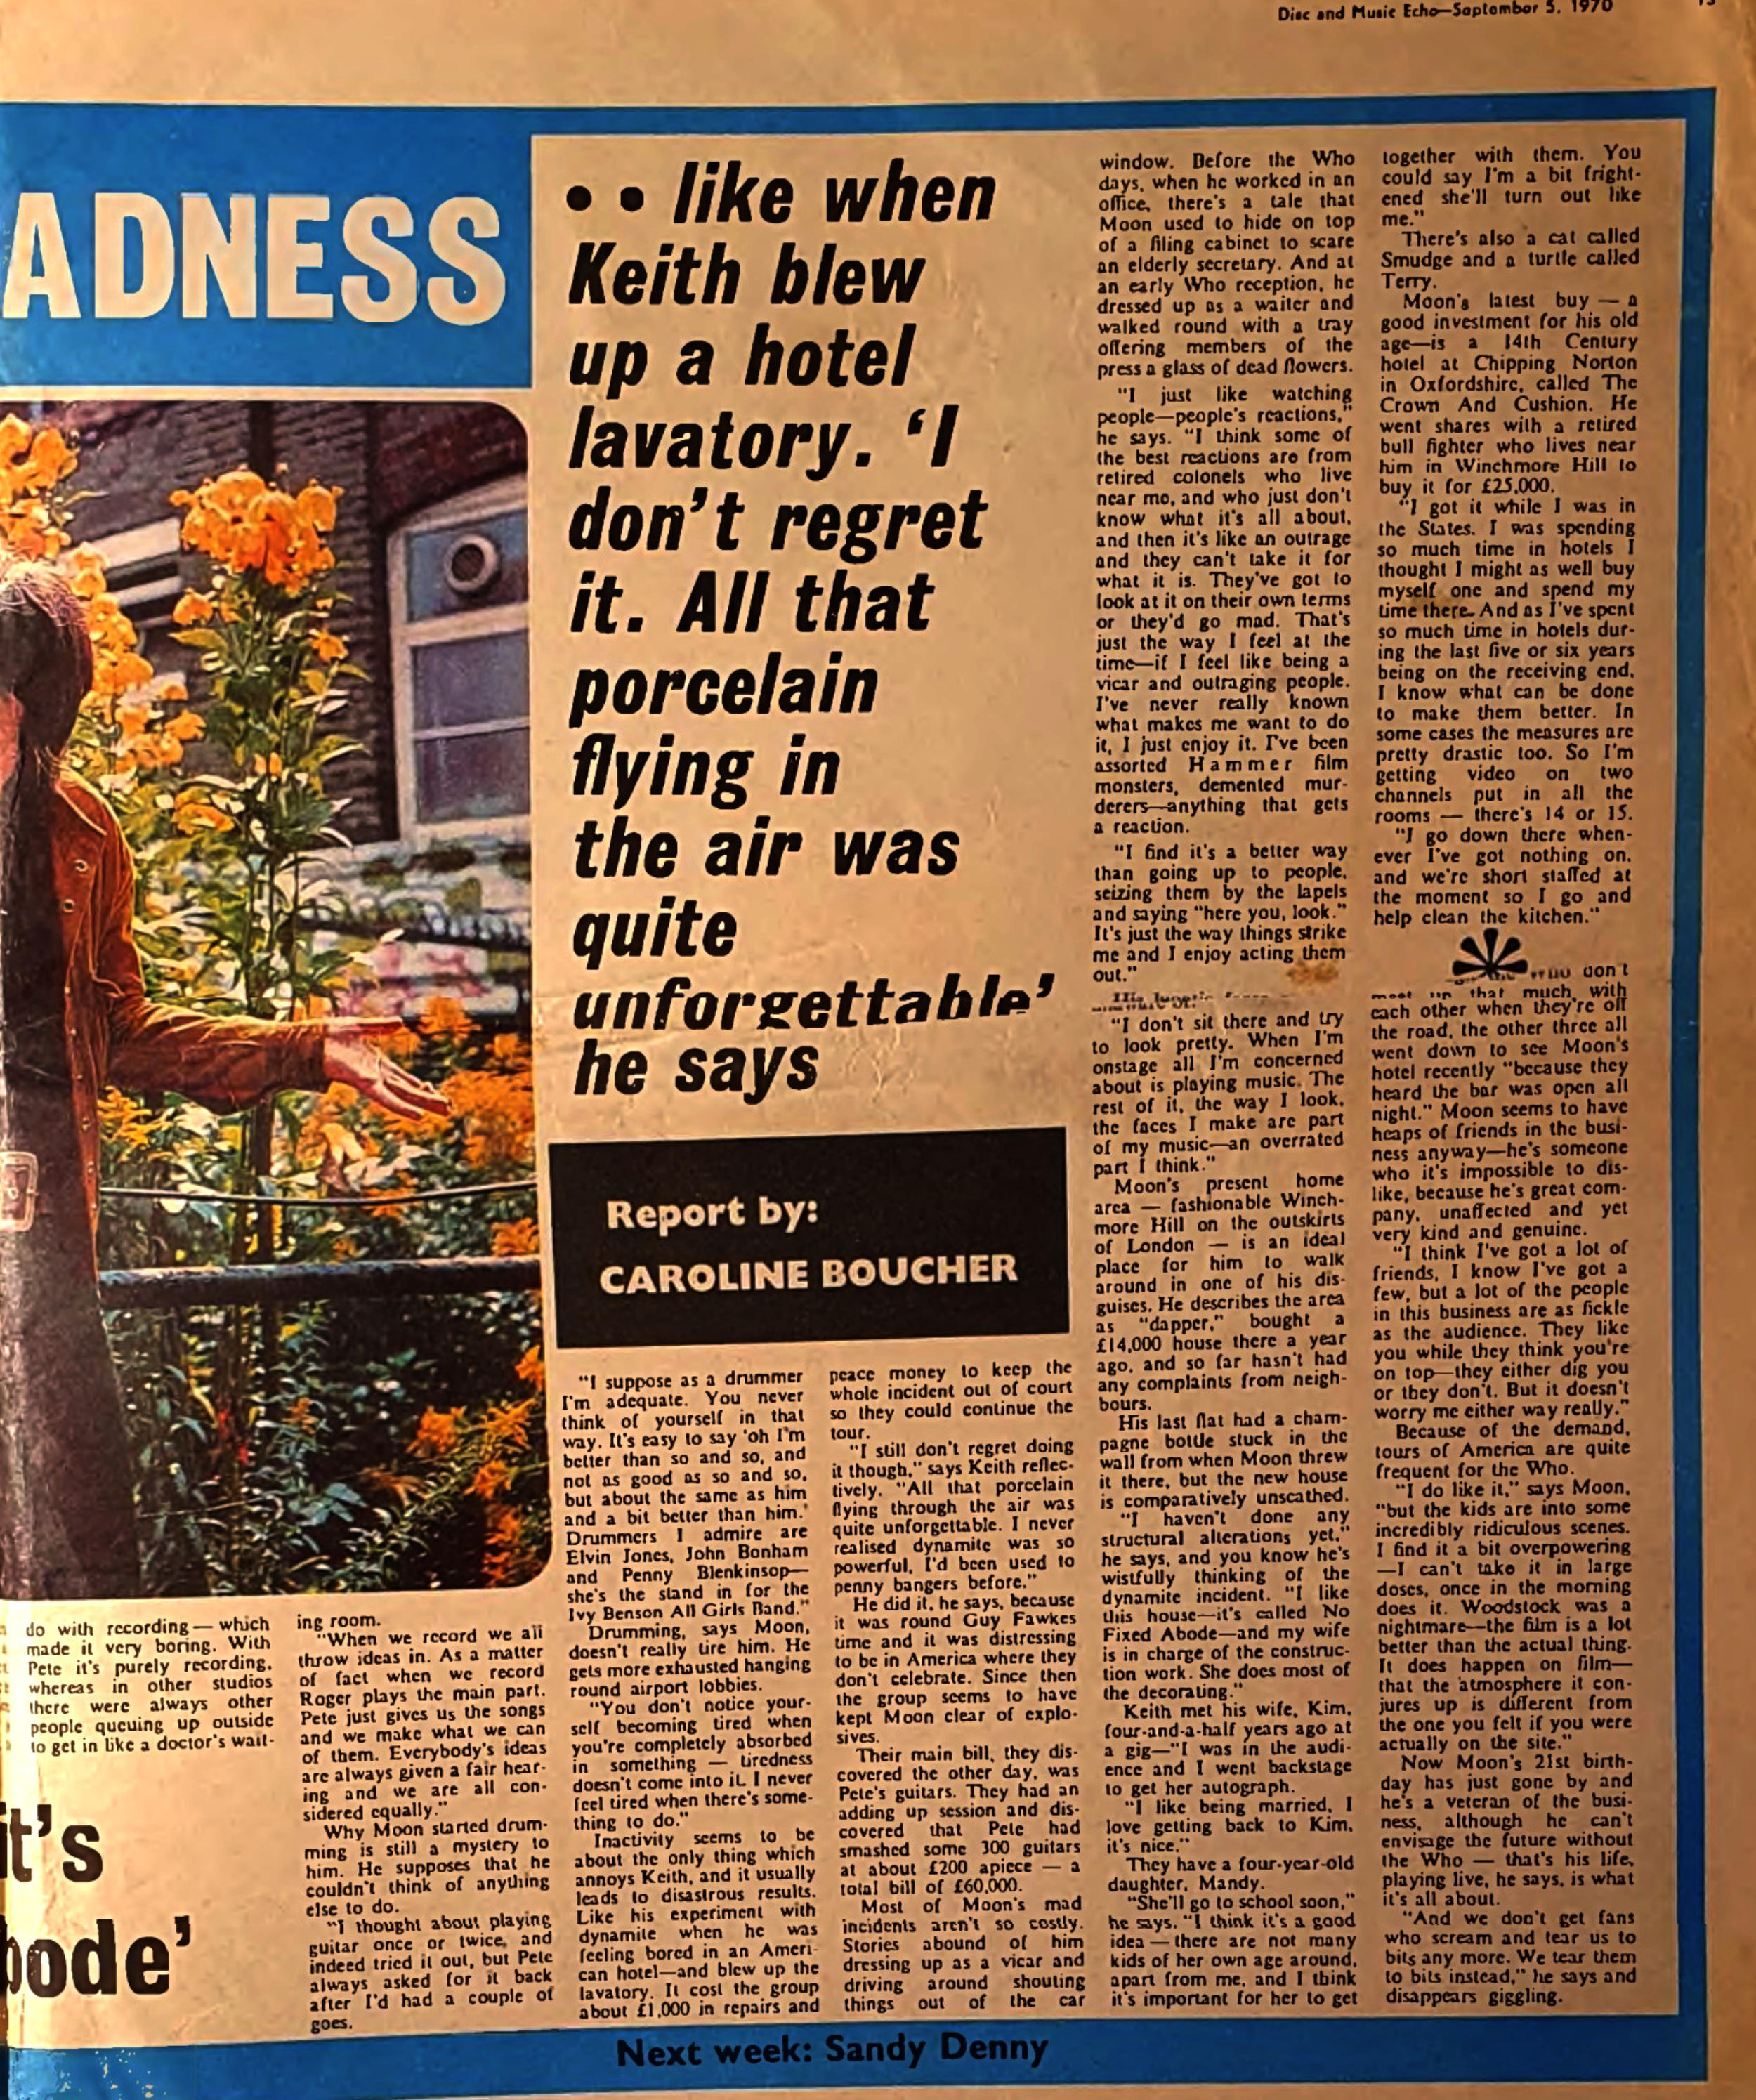 Disc and Music Echo—September 5, 1970
ADNESS
• • like when
Keith blew
up a hotel
lavatory. ‘I
don’t regret
it. All that
porcelain
flying in
the air was
quite
unforgettable’
he says
Report by:
CAROLINE BOUCHER
do with recording — which
made it very boring. With
Pete it's purely recording,
whereas in other studios
there were always other
people queuing up outside
to get in like a doctor's wait-
it’s
bode’
ing room.
"When we record we all
throw ideas in. As a matter
of fact when we record
Roger plays the main part.
Pete just gives us the songs
and we make what we can
of them. Everybody's ideas
are always given a fair hear-
ing and we are all con-
sidered equally."
Why Moon started drum-
ming is still a mystery to
him. He supposes that he
couldn't think of anything
else to do.
"I thought about playing
guitar once or twice, and
indeed tried it out, but Pete
always asked for it back
after I'd had a couple of
goes.
"I suppose as a drummer
I'm adequate. You never
think of yourself in that
way. It's easy to say 'oh I'm
better than so and so, and
not as good as so and so,
but about the same as him
and a bit better than him.'
Drummers I admire are
Elvin Jones, John Bonham
and Penny Blenkinsop—
she's the stand in for the
Ivy Benson All Girls Band."
Drumming, says Moon,
doesn't really tire him. He
gets more exhausted hanging
round airport lobbies.
"You don't notice your-
self becoming tired when
you're completely absorbed
in something — tiredness
doesn't come into it. I never
feel tired when there's some-
thing to do."
Inactivity seems to be
about the only thing which
annoys Keith, and it usually
leads to disastrous results.
Like his experiment with
dynamite when he was
feeling bored in an Ameri-
can hotel—and blew up the
lavatory. It cost the group
about £1,000 in repairs and
peace money to keep the
whole incident out of court
so they could continue the
tour.
"I still don't regret doing
it though," says Keith reflec-
tively. "All that porcelain
flying through the air was
quite unforgettable. I never
realised dynamite was so
powerful, I'd been used to
penny bangers before."
He did it, he says, because
it was round Guy Fawkes
time and it was distressing
to be in America where they
don't celebrate. Since then
the group seems to have
kept Moon clear of explo-
sives.
Their main bill, they dis-
covered the other day, was
Pete's guitars. They had an
adding up session and dis-
covered that Pete had
smashed some 300 guitars
at about £200 apiece — a
total bill of £60,000.
Most of Moon's mad
incidents aren't so costly.
Stories abound of him
dressing up as a vicar and
driving around shouting
things out of the car
window. Before the Who
days, when he worked in an
office, there's a tale that
Moon used to hide on top
of a filing cabinet to scare
an elderly secretary. And at
an early Who reception, he
dressed up as a waiter and
walked round with a tray
offering members of the
press a glass of dead flowers.
"I just like watching
people—people's reactions,"
he says. "I think some of
the best reactions are from
retired colonels who live
near me, and who just don't
know what it's all about,
and then it's like an outrage
and they can't take it for
what it is. They've got to
look at it on their own terms
or they'd go mad. That's
just the way I feel at the
time—if I feel like being a
vicar and outraging people.
I've never really known
what makes me want to do
it, I just enjoy it. I've been
assorted Hammer film
monsters, demented mur-
derers—anything that gets
a reaction.
"I find it's a better way
than going up to people,
seizing them by the lapels
and saying "here you, look."
It's just the way things strike
me and I enjoy acting them
out."
"I don't sit there and try
to look pretty. When I'm
onstage all I'm concerned
about is playing music. The
rest of it, the way I look,
the faces I make are part
of my music—an overrated
part I think."
Moon's present home
area — fashionable Winch-
more Hill on the outskirts
of London — is an ideal
place for him to walk
around in one of his dis-
guises. He describes the area
as "dapper," bought a
£14,000 house there a year
ago, and so far hasn't had
any complaints from neigh-
bours.
His last flat had a cham-
pagne bottle stuck in the
wall from when Moon threw
it there, but the new house
is comparatively unscathed.
"I haven't done any
structural alterations yet,"
he says, and you know he's
wistfully thinking of the
dynamite incident. "I like
this house—it's called No
Fixed Abode—and my wife
is in charge of the construc-
tion work. She does most of
the decorating."
Keith met his wife, Kim,
four-and-a-half years ago at
a gig—"I was in the audi-
ence and I went backstage
to get her autograph.
"I like being married, I
love getting back to Kim,
it's nice."
They have a four-year-old
daughter, Mandy.
"She'll go to school soon,"
he says. "I think it's a good
idea — there are not many
kids of her own age around,
apart from me, and I think
it's important for her to get
together with them. You
could say I'm a bit fright-
ened she'll turn out like
me."
There's also a cat called
Smudge and a turtle called
Terry.
Moon's latest buy — a
good investment for his old
age—is a 14th Century
hotel at Chipping Norton
in Oxfordshire, called The
Crown And Cushion. He
went shares with a retired
bull fighter who lives near
him in Winchmore Hill to
buy it for £25,000.
"I got it while I was in
the States. I was spending
so much time in hotels I
thought I might as well buy
myself one and spend my
time there. And as I've spent
so much time in hotels dur-
ing the last five or six years
being on the receiving end,
I know what can be done
to make them better. In
some cases the measures are
pretty drastic too. So I'm
getting video on two
channels put in all the
rooms — there's 14 or 15.
"I go down there when-
ever I've got nothing on,
and we're short staffed at
the moment so I go and
help clean the kitchen."
don't
up that much with
each other when they're off
the road, the other three all
went down to see Moon's
hotel recently "because they
heard the bar was open all
night." Moon seems to have
heaps of friends in the busi-
ness anyway—he's someone
who it's impossible to dis-
like, because he's great com-
pany, unaffected and yet
very kind and genuine.
"I think I've got a lot of
friends, I know I've got a
few, but a lot of the people
in this business are as fickle
as the audience. They like
you while they think you're
on top—they either dig you
or they don't. But it doesn't
worry me either way really."
Because of the demand,
tours of America are quite
frequent for the Who.
"I do like it," says Moon,
"but the kids are into some
incredibly ridiculous scenes.
I find it a bit overpowering
—I can't take it in large
doses, once in the morning
does it. Woodstock was a
nightmare—the film is a lot
better than the actual thing.
It does happen on film—
that the atmosphere it con-
jures up is different from
the one you felt if you were
actually on the site."
Now Moon's 21st birth-
day has just gone by and
he's a veteran of the busi-
ness, although he can't
envisage the future without
the Who — that's his life,
playing live, he says, is what
it's all about.
"And we don't get fans
who scream and tear us to
bits any more. We tear them
to bits instead," he says and
disappears giggling.
Next week: Sandy Denny